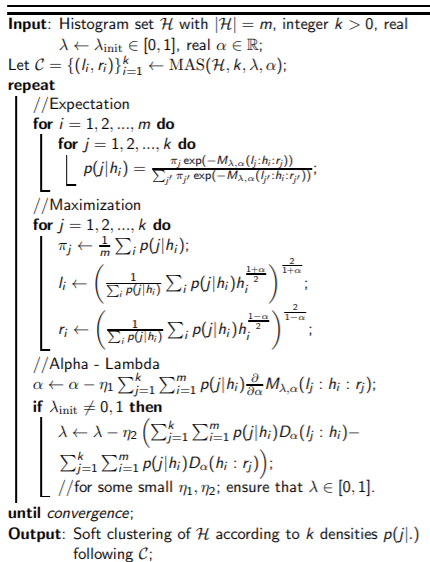 Input: Histogram set $\mathcal{H}$ with $|\mathcal{H}| = m$, integer $k > 0$, real
$\lambda \leftarrow \lambda_{\text{init}} \in [0, 1]$, real $\alpha \in \mathbb{R}$;
Let $\mathcal{C} = \{(l_i, r_i)\}_{i=1}^{k} \leftarrow \text{MAS}(\mathcal{H}, k, \lambda, \alpha)$;
repeat
//Expectation
for $i = 1, 2, ..., m$ do
for $j = 1, 2, ..., k$ do
$p(j|h_i) = \frac{\pi_j \exp(-M_{\lambda,\alpha}(l_j:h_i:r_j))}{\sum_{j'} \pi_{j'} \exp(-M_{\lambda,\alpha}(l_{j'}:h_i:r_{j'}))}$;
//Maximization
for $j = 1, 2, ..., k$ do
$\pi_j \leftarrow \frac{1}{m} \sum_i p(j|h_i)$;
$l_i \leftarrow \left( \frac{1}{\sum_i p(j|h_i)} \sum_i p(j|h_i) h_i^{\frac{1+\alpha}{2}} \right)^{\frac{2}{1+\alpha}}$;
$r_i \leftarrow \left( \frac{1}{\sum_i p(j|h_i)} \sum_i p(j|h_i) h_i^{\frac{1-\alpha}{2}} \right)^{\frac{2}{1-\alpha}}$;
//Alpha - Lambda
$\alpha \leftarrow \alpha - \eta_1 \sum_{j=1}^{k} \sum_{i=1}^{m} p(j|h_i) \frac{\partial}{\partial \alpha} M_{\lambda,\alpha}(l_j : h_i : r_j)$;
if $\lambda_{\text{init}} \neq 0, 1$ then
$\lambda \leftarrow \lambda - \eta_2 \left( \sum_{j=1}^{k} \sum_{i=1}^{m} p(j|h_i) D_\alpha(l_j : h_i) - \right.$
$\left. \sum_{j=1}^{k} \sum_{i=1}^{m} p(j|h_i) D_\alpha(h_i : r_j) \right)$;
//for some small $\eta_1, \eta_2$; ensure that $\lambda \in [0, 1]$.
until convergence;
Output: Soft clustering of $\mathcal{H}$ according to $k$ densities $p(j|.)$
following $\mathcal{C}$;